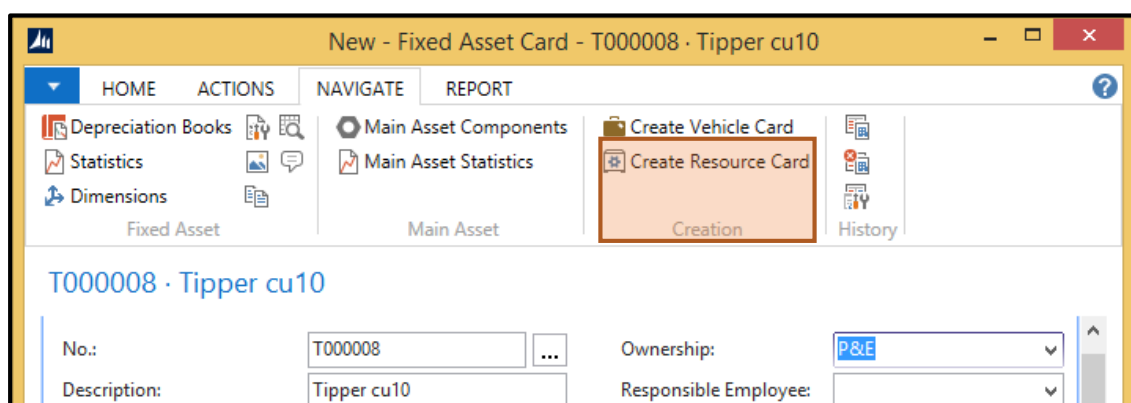 New - Fixed Asset Card - T000008 · Tipper cu10
HOME ACTIONS NAVIGATE REPORT
Depreciation Books Main Asset Components Create Vehicle Card
Statistics Main Asset Statistics Create Resource Card
Dimensions
Fixed Asset Main Asset Creation History
T000008 · Tipper cu10
No.: T000008 ... Ownership: P&E
Description: Tipper cu10 Responsible Employee: